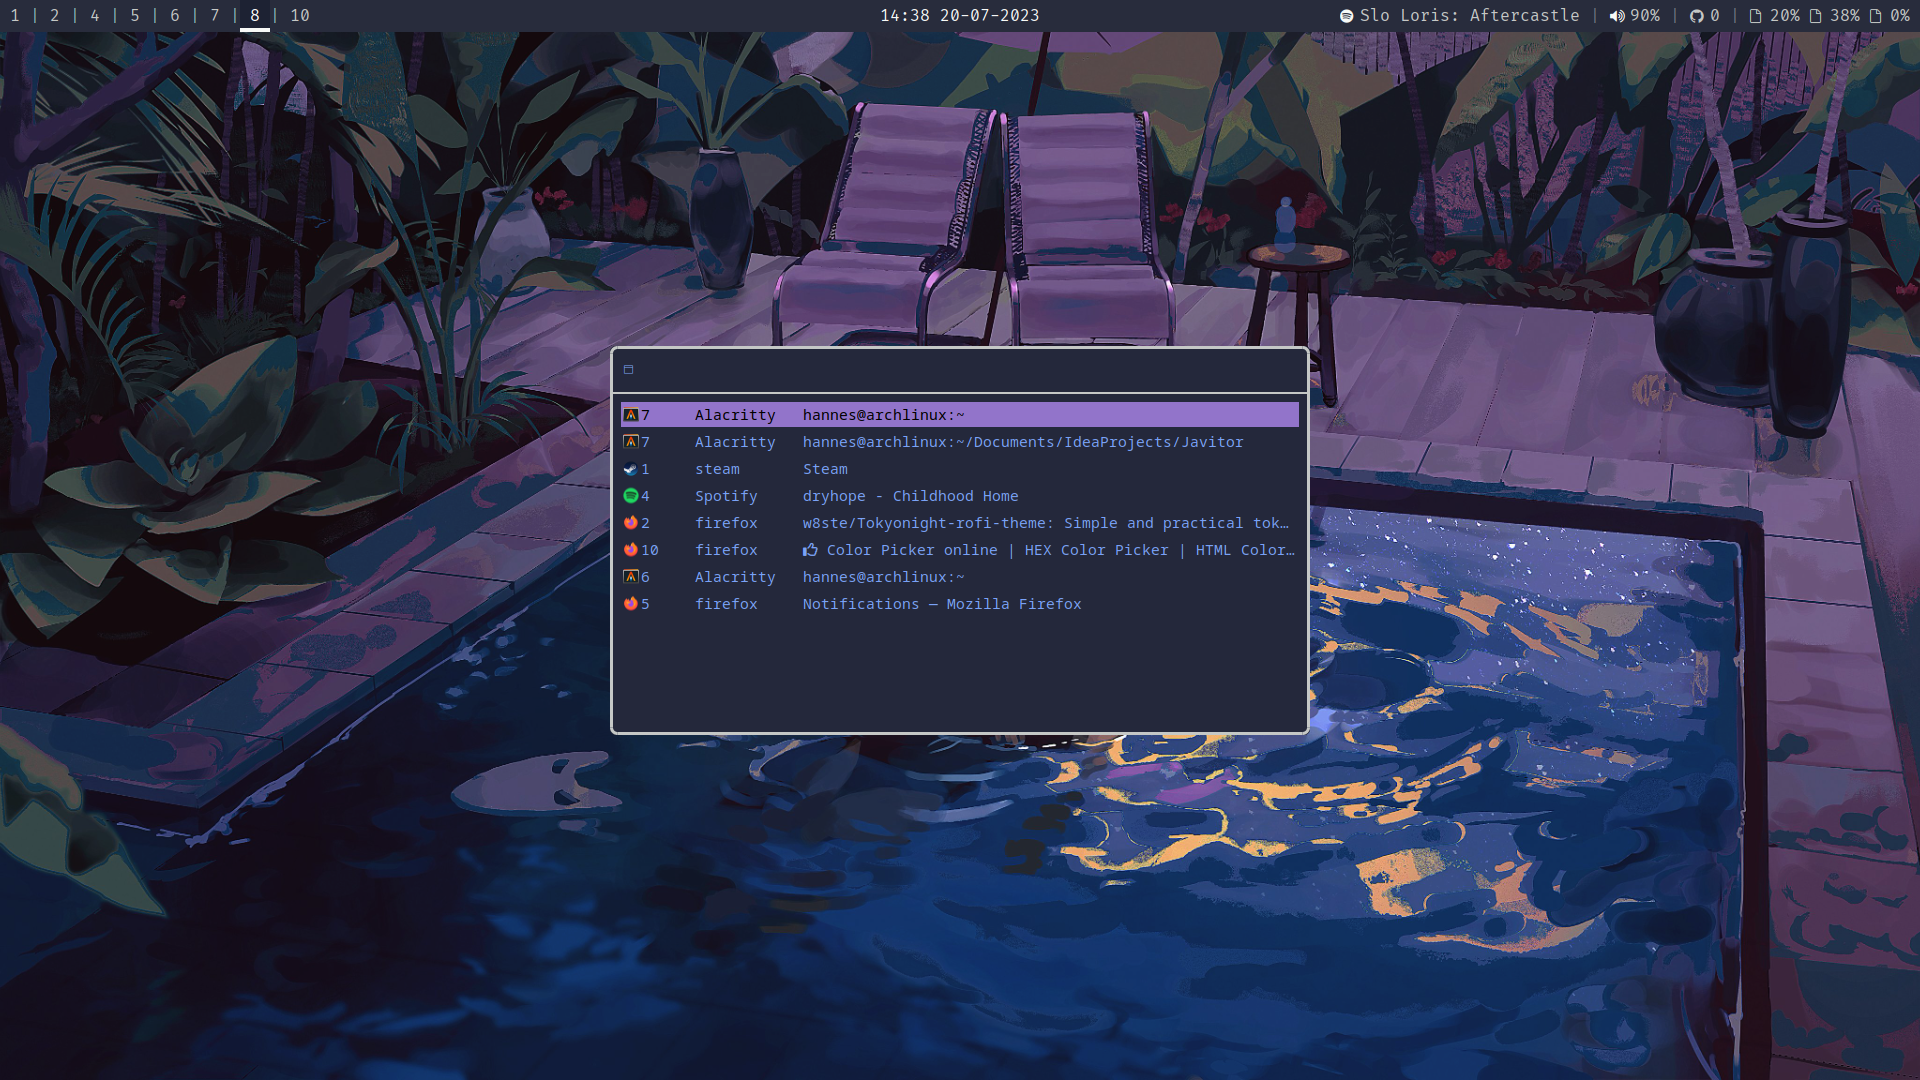 1 | 2 | 4 | 5 | 6 | 7 | 8 | 10
14:38 20-07-2023
Slo Loris: Aftercastle | 90% | 0 | 20% 38% 0%
7 Alacritty hannes@archlinux:~
7 Alacritty hannes@archlinux:~/Documents/IdeaProjects/Javitor
1 steam Steam
4 Spotify dryhope - Childhood Home
2 firefox w8ste/Tokyonight-rofi-theme: Simple and practical tok…
10 firefox 👍 Color Picker online | HEX Color Picker | HTML Color…
6 Alacritty hannes@archlinux:~
5 firefox Notifications — Mozilla Firefox